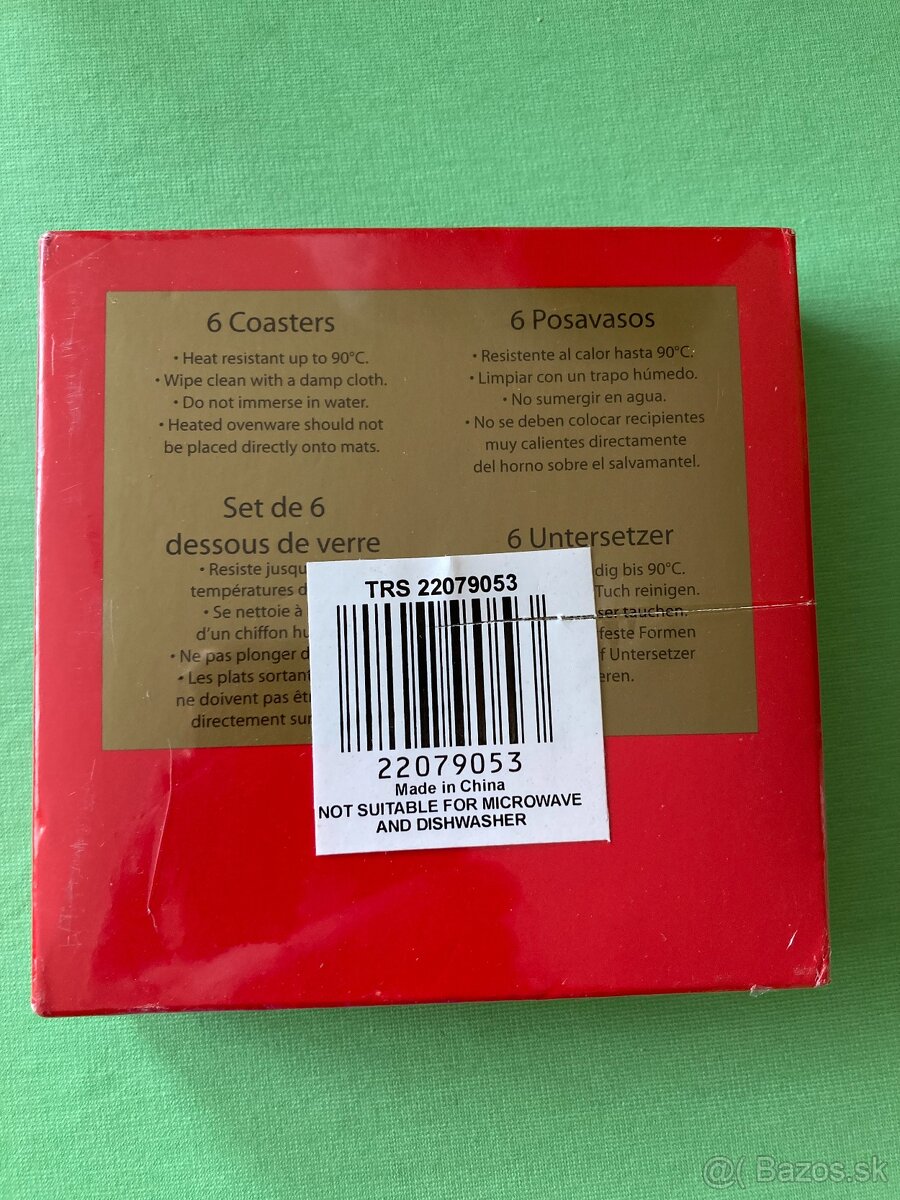 6 Coasters
• Heat resistant up to 90°C.
• Wipe clean with a damp cloth.
• Do not immerse in water.
• Heated ovenware should not
be placed directly onto mats.
6 Posavasos
• Resistente al calor hasta 90°C.
• Limpiar con un trapo húmedo.
• No sumergir en agua.
• No se deben colocar recipientes
muy calientes directamente
del horno sobre el salvamantel.
Set de 6
dessous de verre
• Resiste jusqu
températures d
• Se nettoie à
d'un chiffon hu
• Ne pas plonger d
• Les plats sortant
ne doivent pas êtr
directement sur
6 Untersetzer
dig bis 90°C.
Tuch reinigen.
ser tauchen.
feste Formen
f Untersetzer
eren.
TRS 22079053
22079053
Made in China
NOT SUITABLE FOR MICROWAVE
AND DISHWASHER
@( Bazos.sk